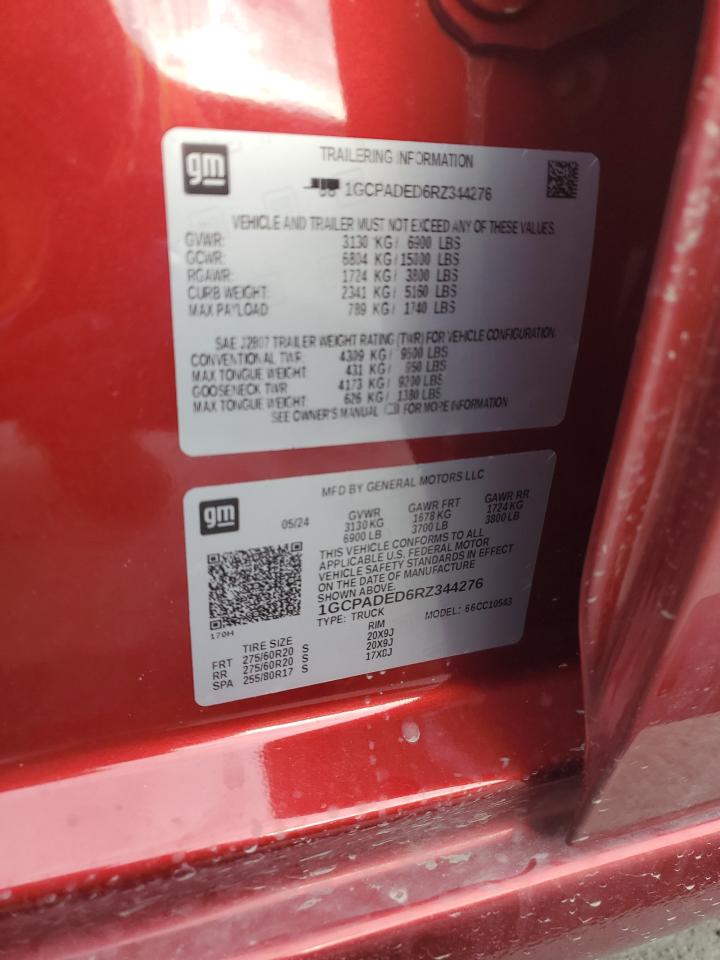 gm
TRAILERING INFORMATION
1GCPADED6RZ344276
VEHICLE AND TRAILER MUST NOT EXCEED ANY OF THESE VALUES.
GVWR: 3130 KG/ 6900 LBS
GCWR: 6804 KG/15000 LBS
RGAWR: 1724 KG/ 3800 LBS
CURB WEIGHT: 2341 KG/ 5160 LBS
MAX PAYLOAD: 789 KG/ 1740 LBS
SAE J2807 TRAILER WEIGHT RATING (TWR) FOR VEHICLE CONFIGURATION.
CONVENTIONAL TWR: 4309 KG/ 9500 LBS
MAX TONGUE WEIGHT: 431 KG/ 950 LBS
GOOSENECK TWR 4173 KG/ 9200 LBS
MAX TONGUE WEIGHT: 626 KG/ 1380 LBS
SEE OWNER'S MANUAL FOR MORE INFORMATION
gm
MFD BY GENERAL MOTORS LLC
05/24 GVWR GAWR FRT GAWR RR
3130 KG 1678 KG 1724 KG
6900 LB 3700 LB 3800 LB
THIS VEHICLE CONFORMS TO ALL
APPLICABLE U.S. FEDERAL MOTOR
VEHICLE SAFETY STANDARDS IN EFFECT
ON THE DATE OF MANUFACTURE
SHOWN ABOVE.
1GCPADED6RZ344276
TYPE: TRUCK MODEL: 66CC10543
170H
TIRE SIZE RIM
FRT 275/60R20 S 20X9J
RR 275/60R20 S 20X9J
SPA 255/80R17 S 17X8J